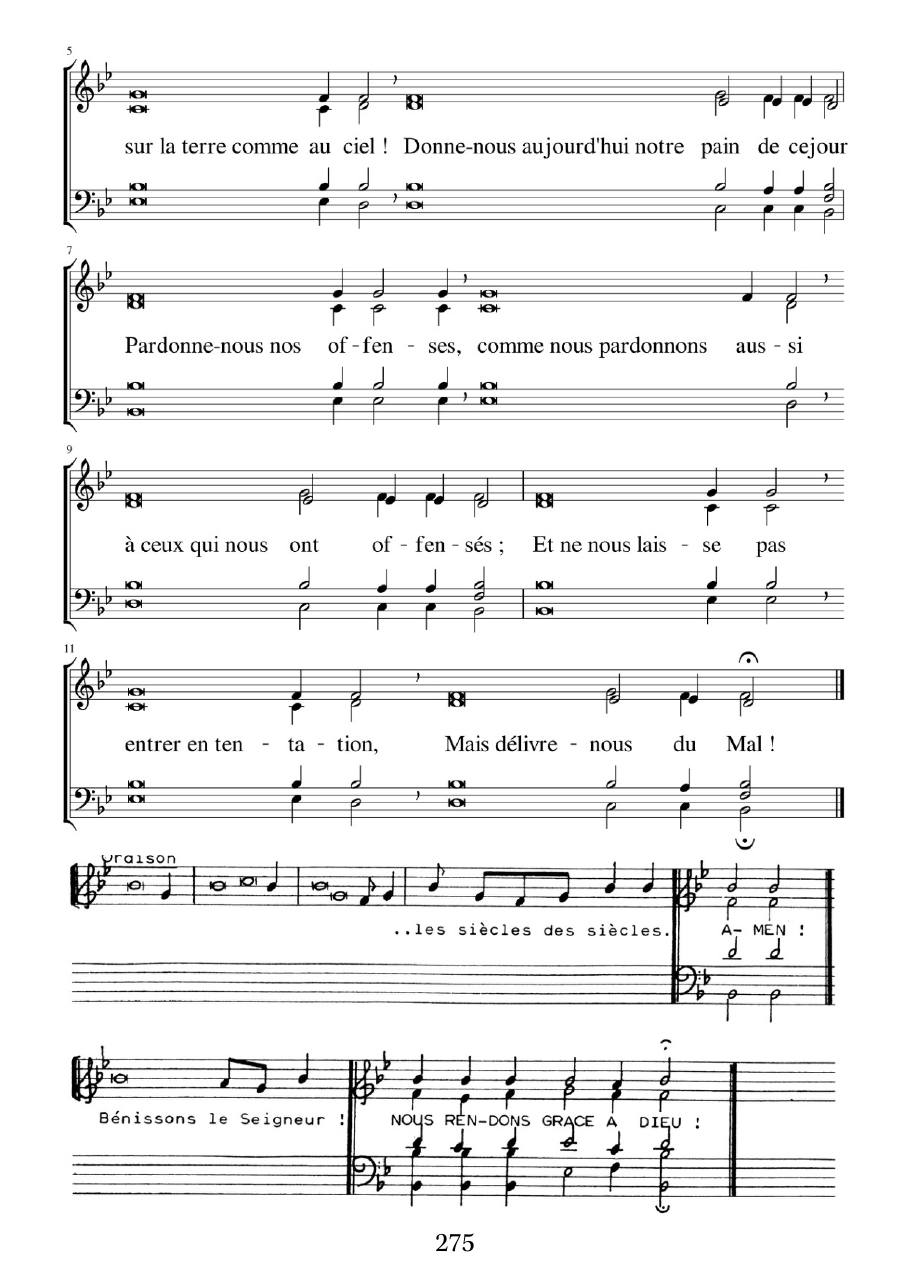 5
sur la terre comme au ciel ! Donne-nous aujourd'hui notre pain de cejour
7
Pardonne-nous nos of-fen - ses, comme nous pardonnons aus - si
9
à ceux qui nous ont of - fen - sés ; Et ne nous lais - se pas
11
entrer en ten - ta - tion, Mais délivre - nous du Mal !
Oraison
..les siècles des siècles. A- MEN !
Bénissons le Seigneur ! NOUS REN-DONS GRACE A DIEU !
275